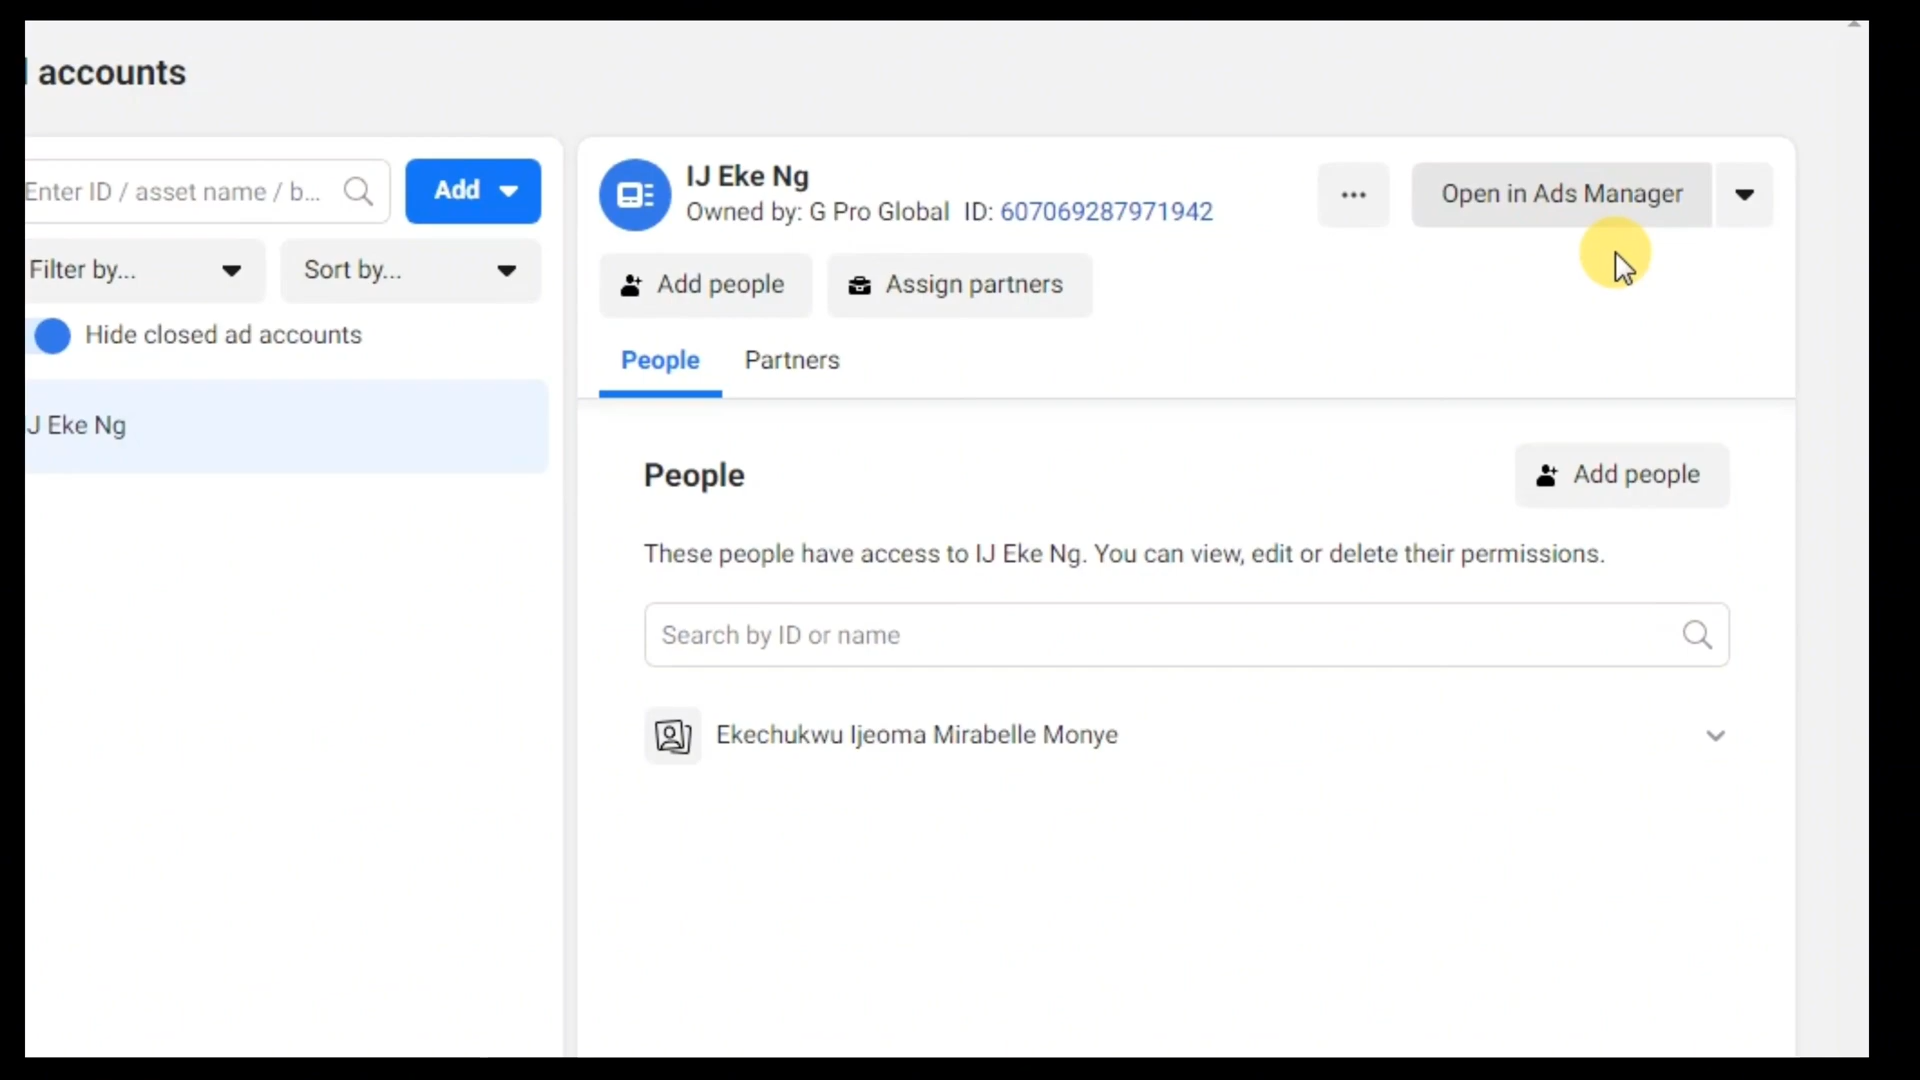 accounts
Enter ID / asset name / b...
Add
Filter by...
Sort by...
Hide closed ad accounts
J Eke Ng
IJ Eke Ng
Owned by: G Pro Global ID: 607069287971942
Open in Ads Manager
Add people
Assign partners
People
Partners
People
Add people
These people have access to IJ Eke Ng. You can view, edit or delete their permissions.
Search by ID or name
Ekechukwu Ijeoma Mirabelle Monye